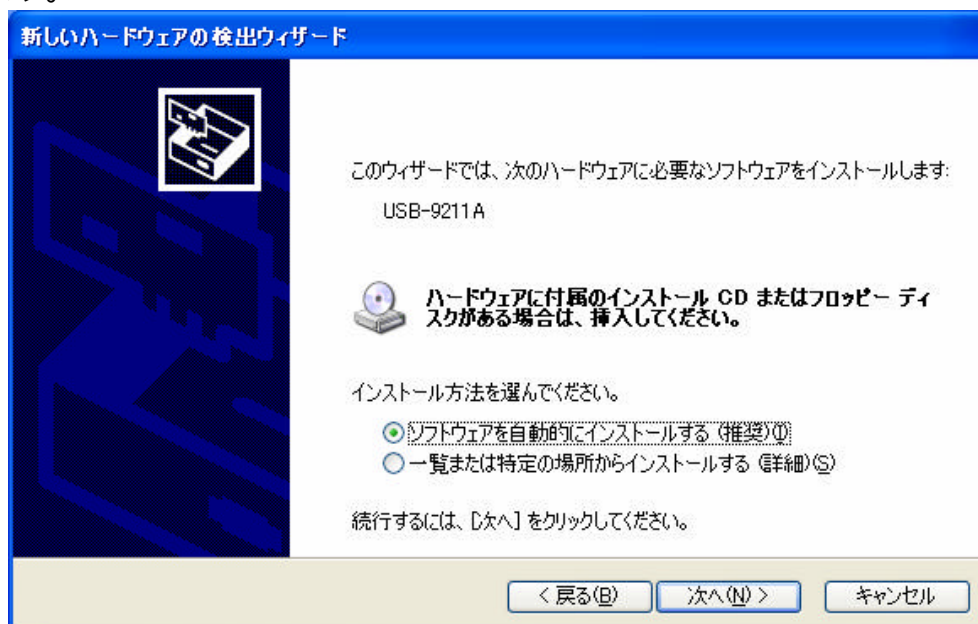 新しいハードウェアの検出ウィザード
このウィザードでは、次のハードウェアに必要なソフトウェアをインストールします:
USB-9211A
ハードウェアに付属のインストール CD またはフロッピー ディ
スクがある場合は、挿入してください。
インストール方法を選んでください。
ソフトウェアを自動的にインストールする (推奨)(I)
一覧または特定の場所からインストールする (詳細)(S)
続行するには、[次へ] をクリックしてください。
< 戻る(B) 次へ(N) > キャンセル